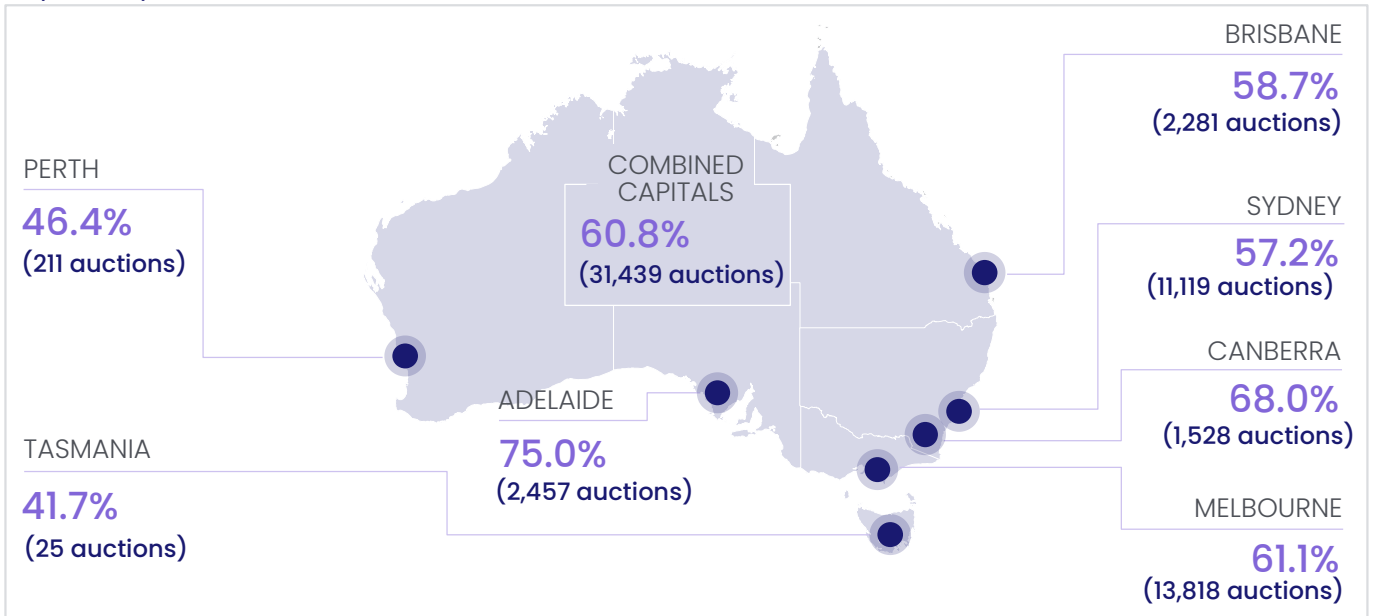 BRISBANE
58.7%
(2,281 auctions)
PERTH
46.4%
(211 auctions)
COMBINED
CAPITALS
60.8%
(31,439 auctions)
SYDNEY
57.2%
(11,119 auctions)
CANBERRA
68.0%
(1,528 auctions)
ADELAIDE
75.0%
(2,457 auctions)
TASMANIA
41.7%
(25 auctions)
MELBOURNE
61.1%
(13,818 auctions)